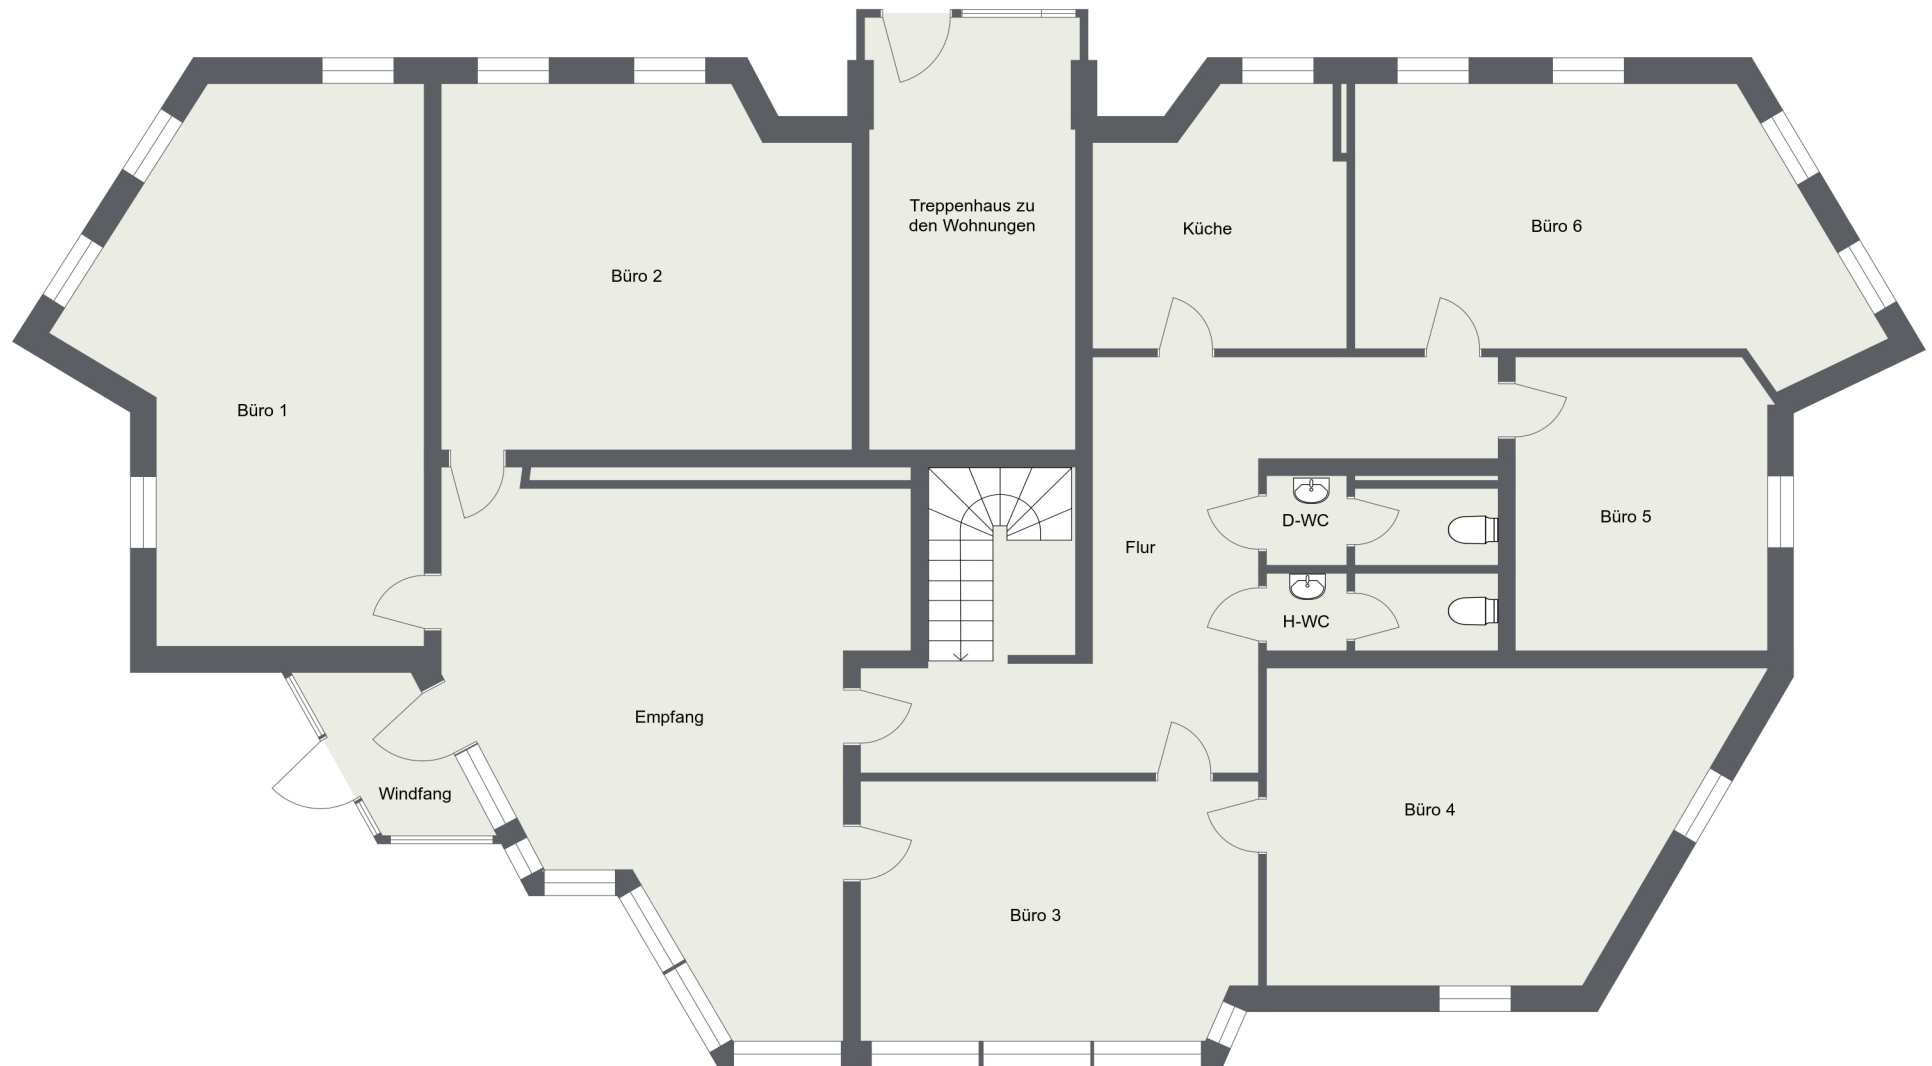 Treppenhaus zu
den Wohnungen
Küche
Büro 6
Büro 2
Büro 1
Büro 5
D-WC
Flur
H-WC
Empfang
Windfang
Büro 4
Büro 3